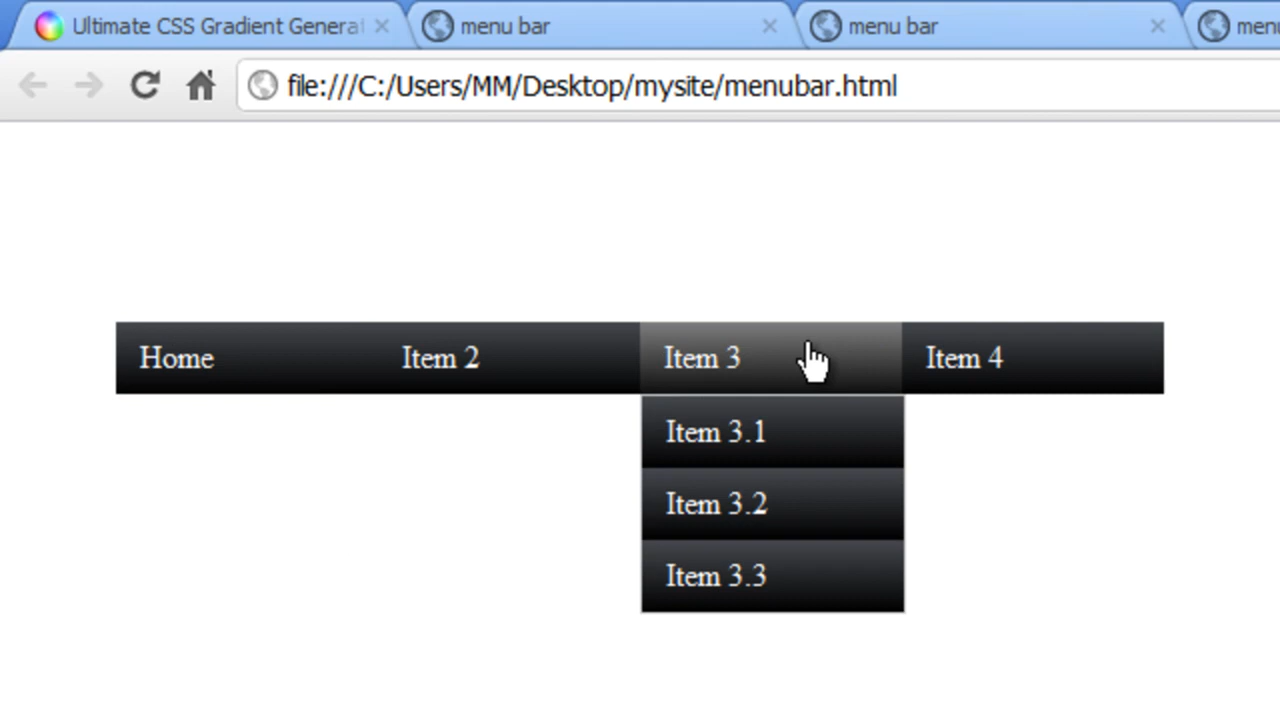 Ultimate CSS Gradient Generat
menu bar
menu bar
menu
file:///C:/Users/MM/Desktop/mysite/menubar.html
Home
Item 2
Item 3
Item 4
Item 3.1
Item 3.2
Item 3.3